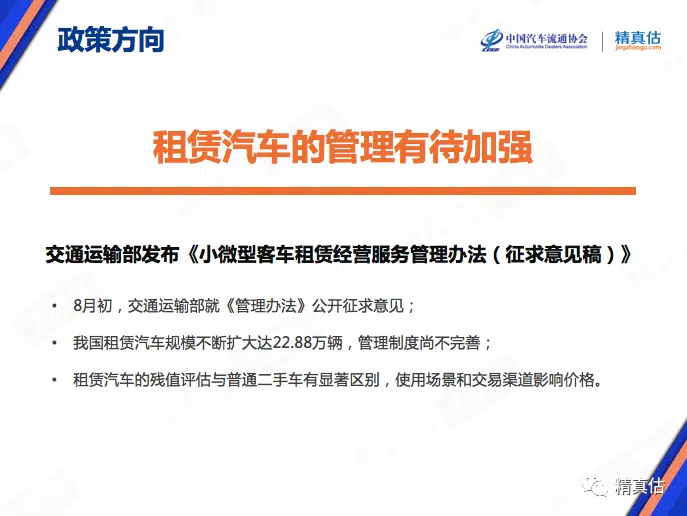 政策方向
中国汽车流通协会
China Automobile Dealers Association
精真估
jingzhengu.com
租赁汽车的管理有待加强
交通运输部发布《小微型客车租赁经营服务管理办法（征求意见稿）》
• 8月初，交通运输部就《管理办法》公开征求意见；
• 我国租赁汽车规模不断扩大达22.88万辆，管理制度尚不完善；
• 租赁汽车的残值评估与普通二手车有显著区别，使用场景和交易渠道影响价格。
精真估